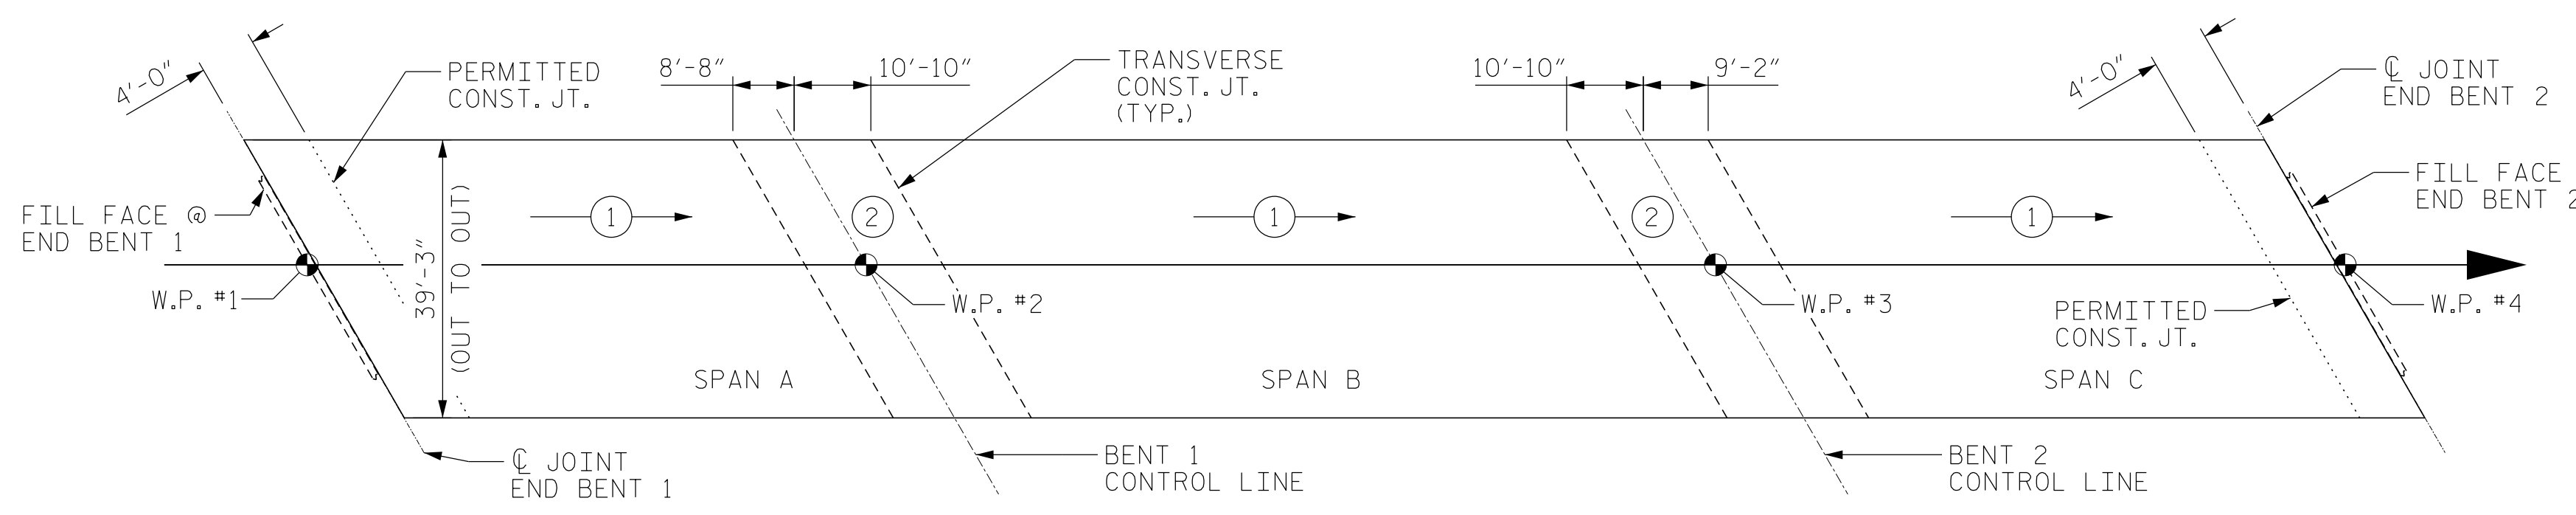 4'-0"
PERMITTED
CONST. JT.
8'-8"
10'-10"
TRANSVERSE
CONST. JT.
(TYP.)
10'-10"
9'-2"
4'-0"
℄ JOINT
END BENT 2
FILL FACE @
END BENT 1
1
2
1
2
1
FILL FACE
END BENT 2
39'-3"
(OUT TO OUT)
W.P. #1
W.P. #2
W.P. #3
W.P. #4
PERMITTED
CONST. JT.
SPAN A
SPAN B
SPAN C
℄ JOINT
END BENT 1
BENT 1
CONTROL LINE
BENT 2
CONTROL LINE